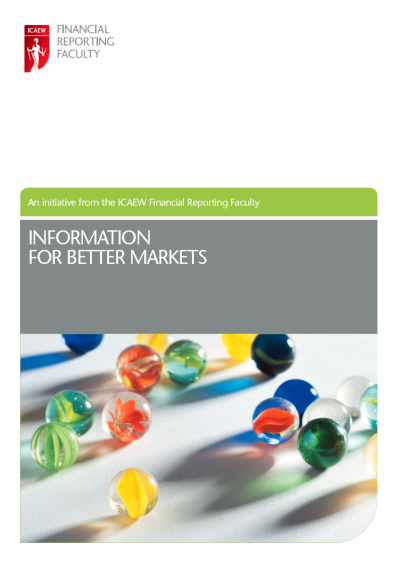 ICAEW
FINANCIAL
REPORTING
FACULTY
An initiative from the ICAEW Financial Reporting Faculty
INFORMATION
FOR BETTER MARKETS